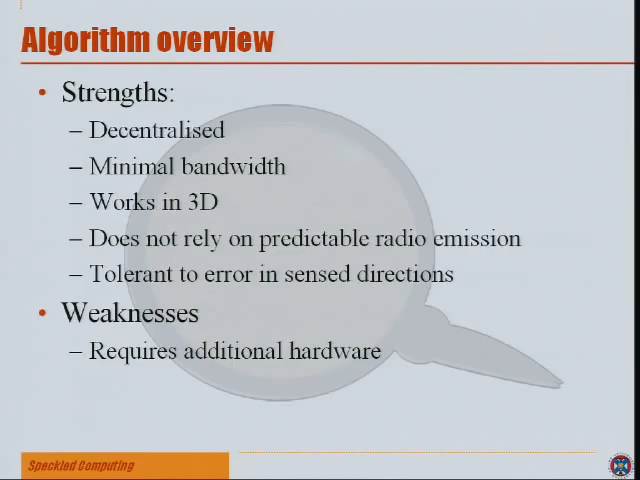 Algorithm overview
• Strengths:
– Decentralised
– Minimal bandwidth
– Works in 3D
– Does not rely on predictable radio emission
– Tolerant to error in sensed directions
• Weaknesses
– Requires additional hardware
Speckled Computing